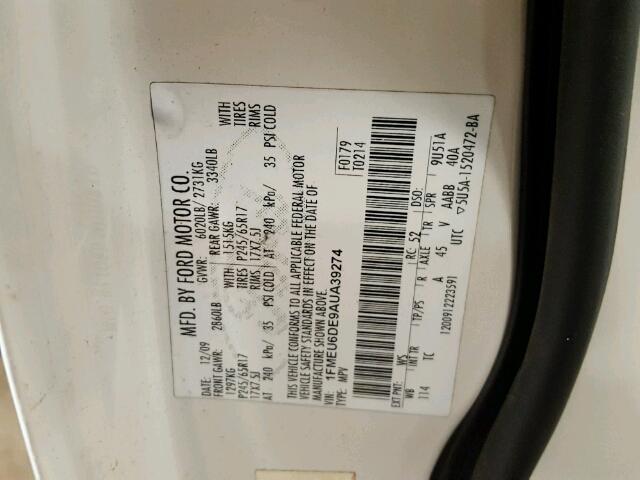 MFD. BY FORD MOTOR CO.
DATE: 12/09 GVWR: 6020LB/ 2731KG
FRONT GAWR: 2860LB REAR GAWR: 3340LB
1297KG WITH 1515KG WITH
P245/65R17 TIRES P245/65R17 TIRES
17X7.5J RIMS 17X7.5J RIMS
AT 240 kPa/ 35 PSI COLD AT 240 kPa/ 35 PSI COLD
THIS VEHICLE CONFORMS TO ALL APPLICABLE FEDERAL MOTOR
VEHICLE SAFETY STANDARDS IN EFFECT ON THE DATE OF
MANUFACTURE SHOWN ABOVE.
VIN: 1FMEU6DE9AUA39274
TYPE: MPV
F0179
T0214
EXT PNT: WS RC: 52 DSO:
WB INT TR TP/PS R AXLE TR SPR 9U51A
114 TC A 45 V AABB 40A
1200912223591 UTC ▽5U5A-1520472-BA